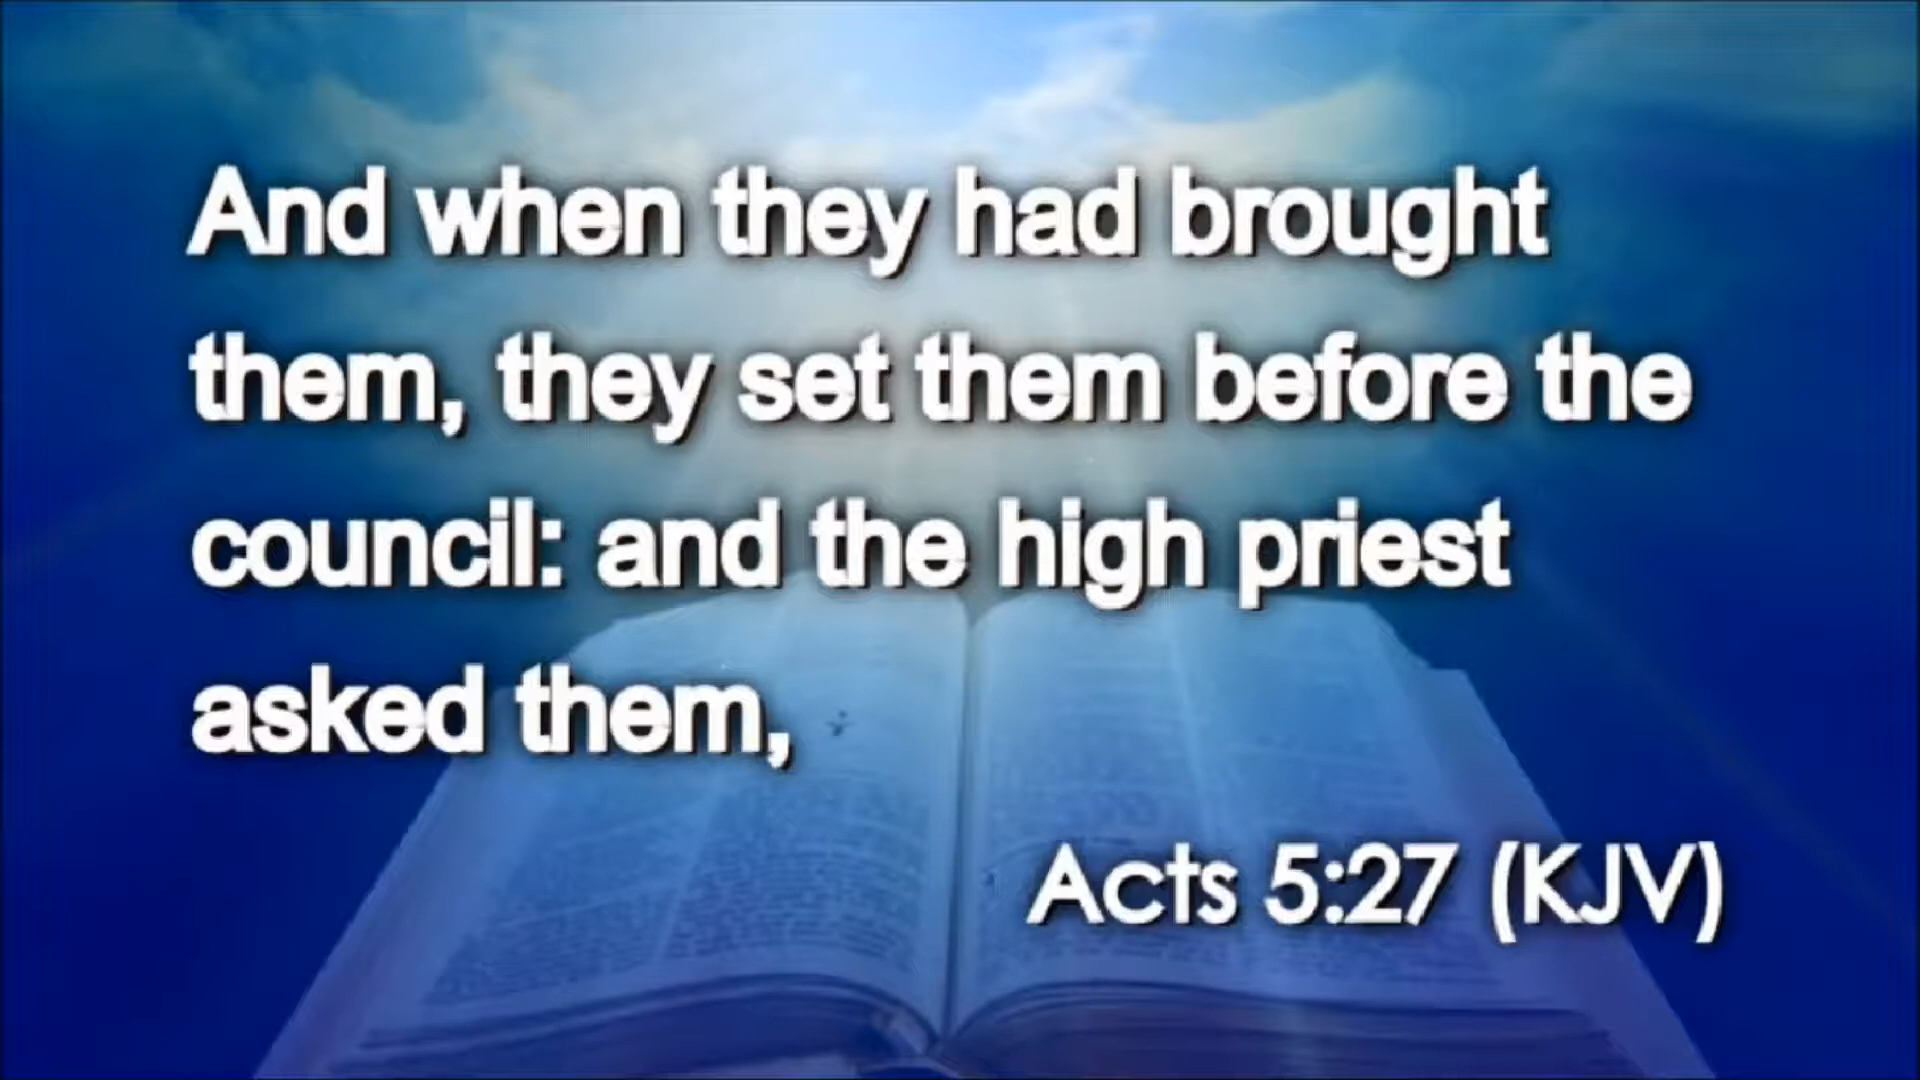 And when they had brought
them, they set them before the
council: and the high priest
asked them,
Acts 5:27 (KJV)